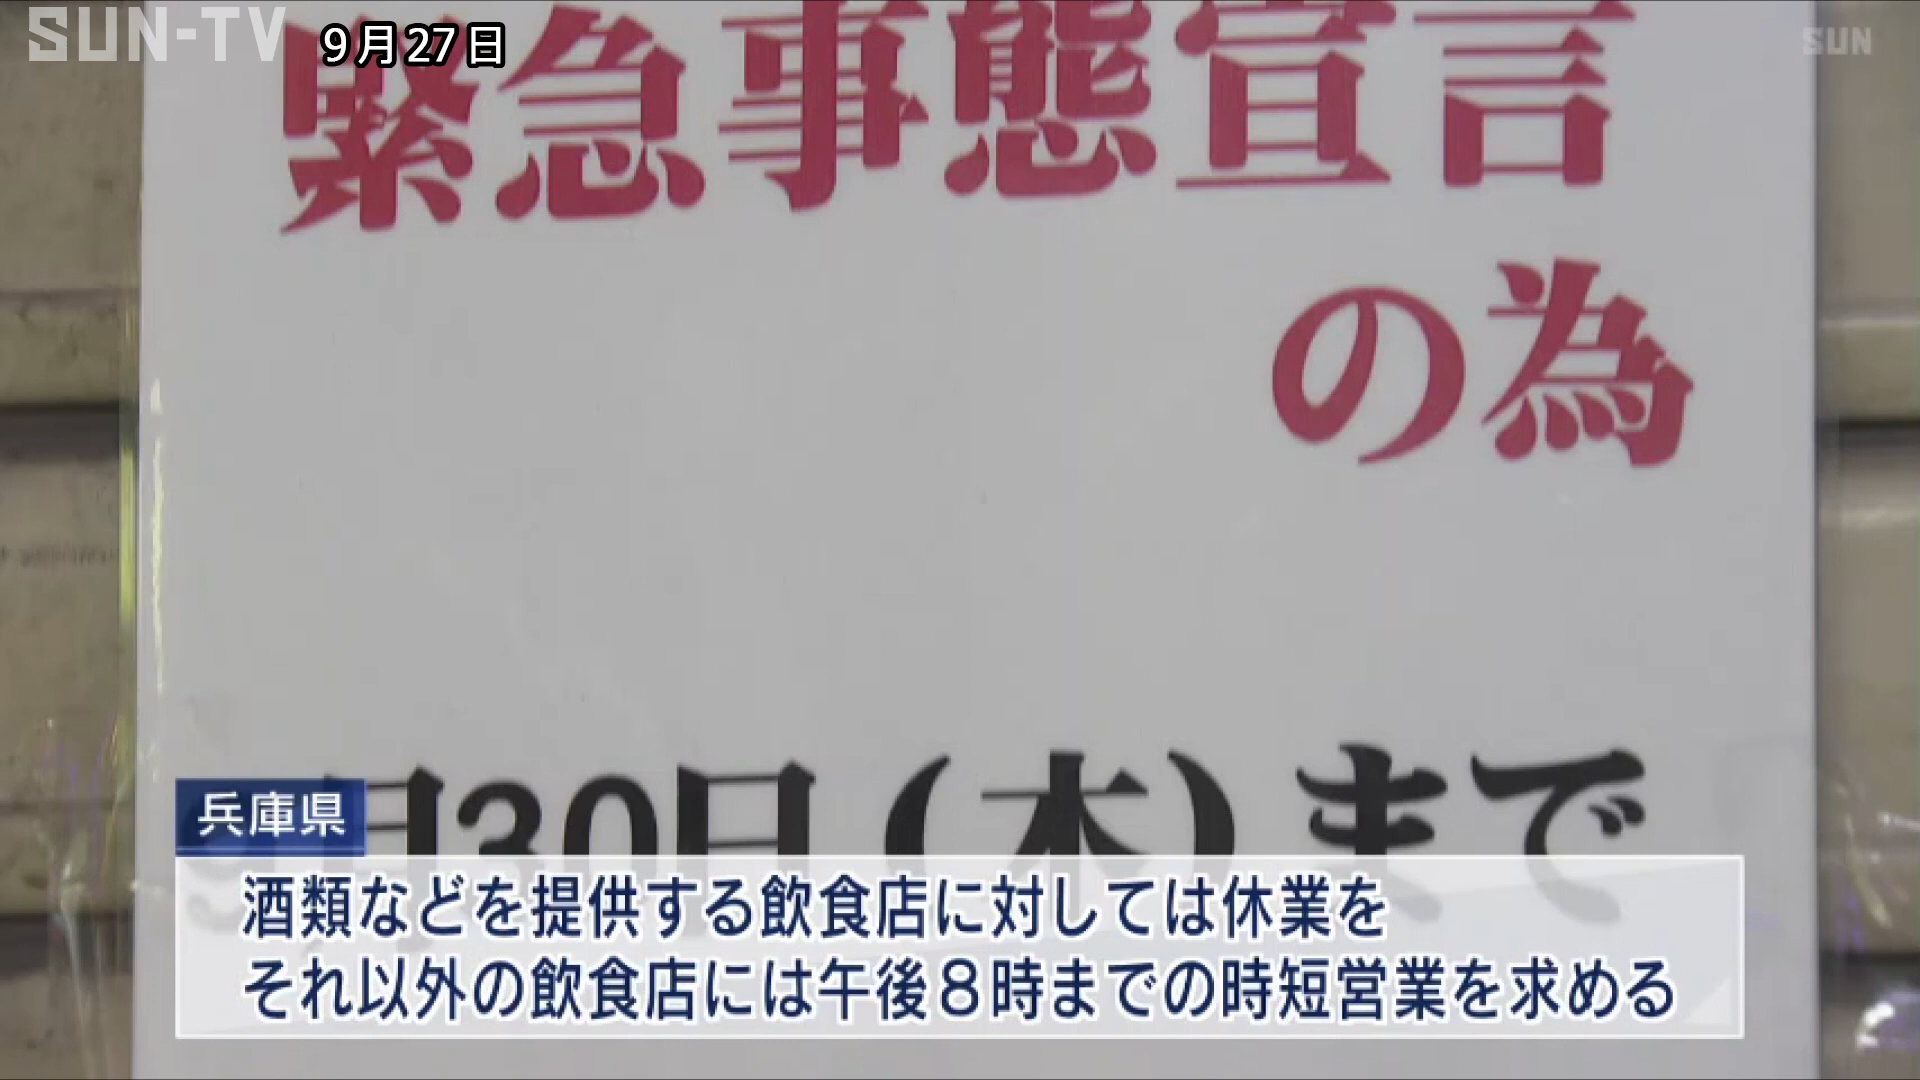 SUN-TV
9月27日
SUN
緊急事態宣言
の為
9月30日(木)まで
兵庫県
酒類などを提供する飲食店に対しては休業を
それ以外の飲食店には午後8時までの時短営業を求める